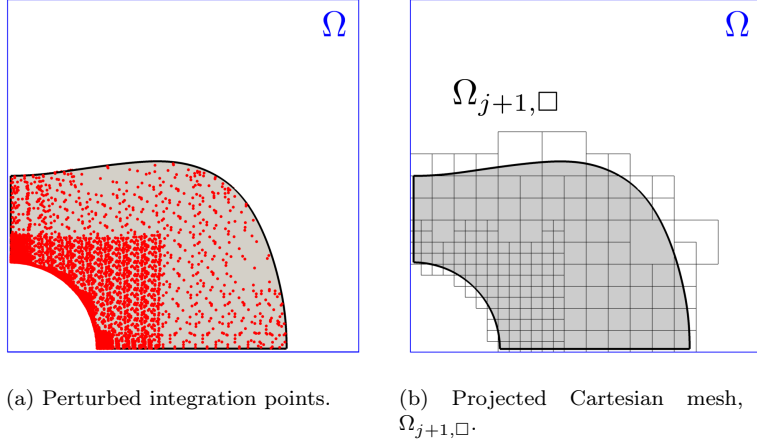 Ω
Ω
Ω_{j+1,□}
(a) Perturbed integration points.
(b) Projected Cartesian mesh,
Ω_{j+1,□}.